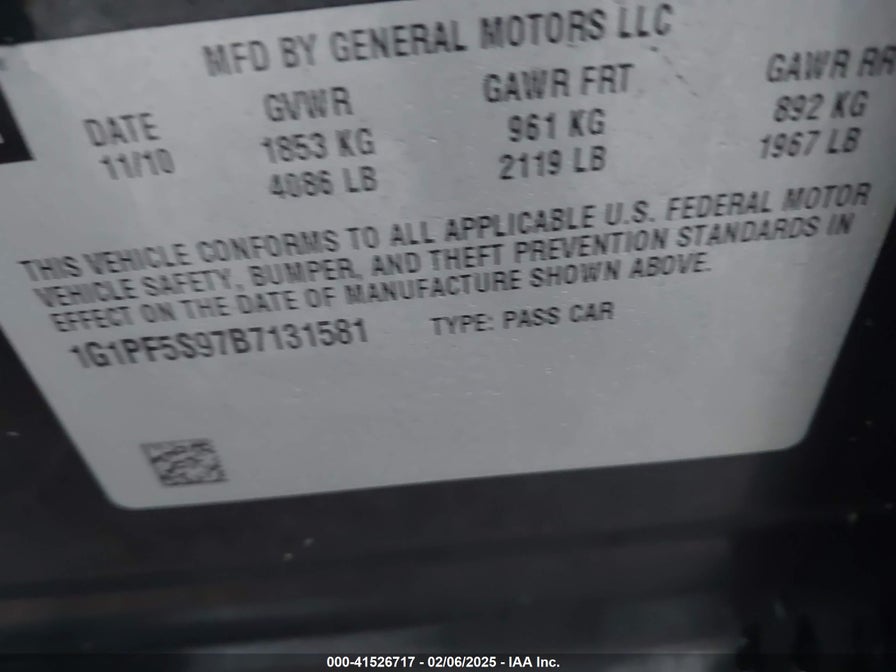 MFD BY GENERAL MOTORS LLC
DATE GVWR GAWR FRT GAWR RR
11/10 1853 KG 961 KG 892 KG
4086 LB 2119 LB 1967 LB
THIS VEHICLE CONFORMS TO ALL APPLICABLE U.S. FEDERAL MOTOR
VEHICLE SAFETY, BUMPER, AND THEFT PREVENTION STANDARDS IN
EFFECT ON THE DATE OF MANUFACTURE SHOWN ABOVE.
1G1PF5S97B7131581 TYPE: PASS CAR
000-41526717 - 02/06/2025 - IAA Inc.